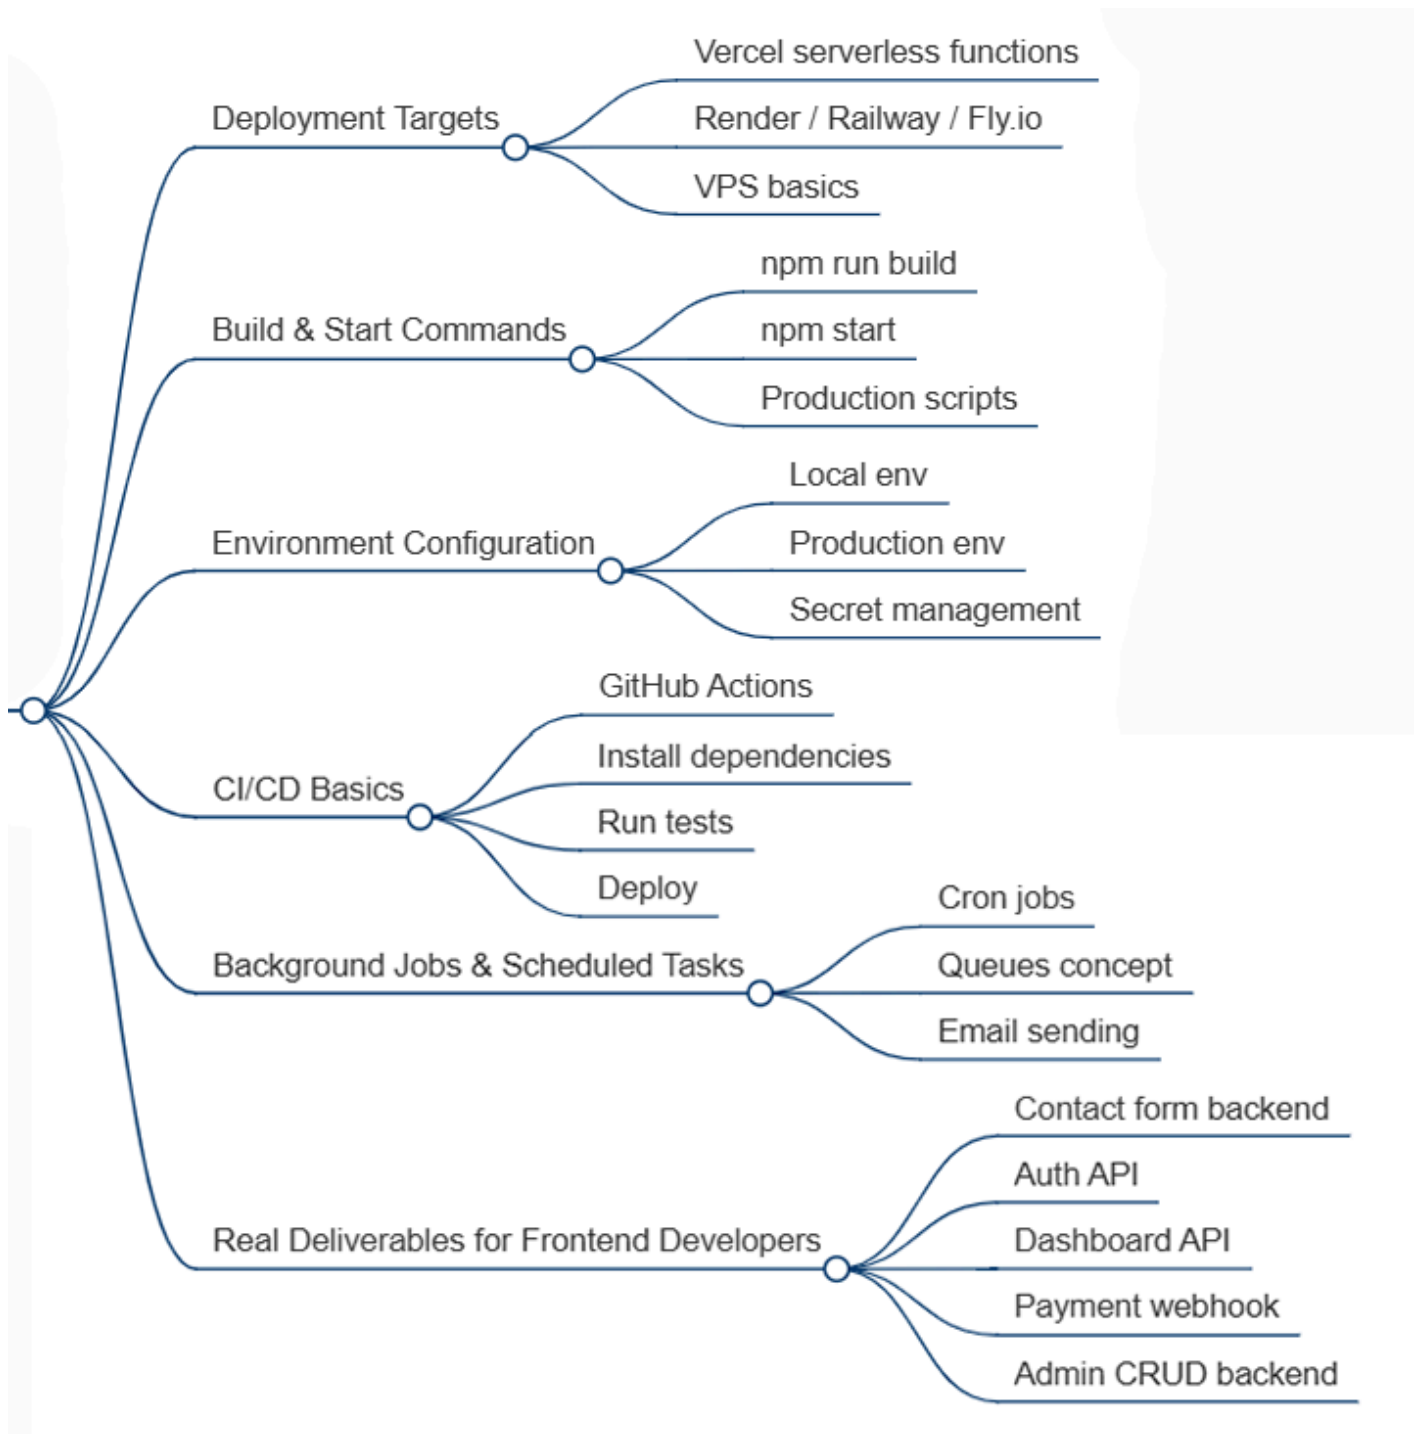 Vercel serverless functions
Deployment Targets
Render / Railway / Fly.io
VPS basics
npm run build
Build & Start Commands
npm start
Production scripts
Local env
Environment Configuration
Production env
Secret management
GitHub Actions
Install dependencies
CI/CD Basics
Run tests
Deploy
Cron jobs
Background Jobs & Scheduled Tasks
Queues concept
Email sending
Contact form backend
Auth API
Real Deliverables for Frontend Developers
Dashboard API
Payment webhook
Admin CRUD backend